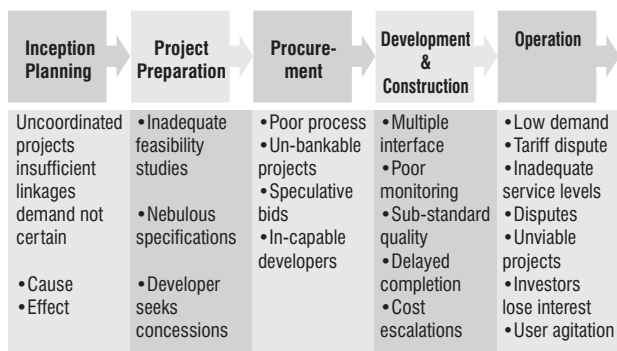 Inception
Planning
Project
Preparation
Procure-
ment
Development
&
Construction
Operation
Uncoordinated
projects
insufficient
linkages
demand not
certain
•Cause
•Effect
•Inadequate
feasibility
studies
•Nebulous
specifications
•Developer
seeks
concessions
•Poor process
•Un-bankable
projects
•Speculative
bids
•In-capable
developers
•Multiple
interface
•Poor
monitoring
•Sub-standard
quality
•Delayed
completion
•Cost
escalations
•Low demand
•Tariff dispute
•Inadequate
service levels
•Disputes
•Unviable
projects
•Investors
lose interest
•User agitation